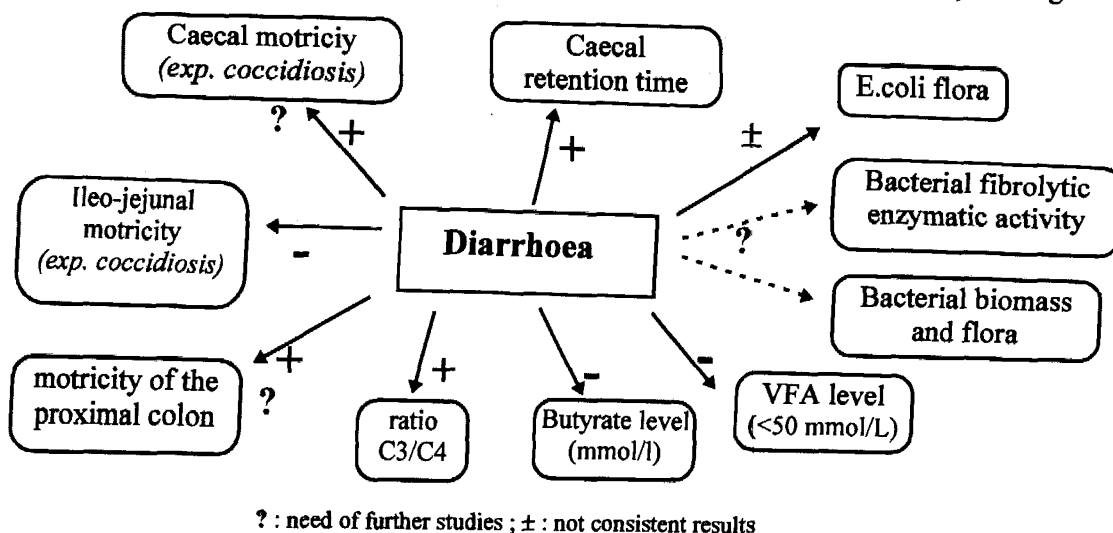 Caecal motriciy
(exp. coccidiosis)
Caecal
retention time
E.coli flora
? +
+
±
Ileo-jejunal
motricity
(exp. coccidiosis)
-
Diarrhoea
?
Bacterial fibrolytic
enzymatic activity
Bacterial biomass
and flora
motricity of the
proximal colon
+
?
+
ratio
C3/C4
-
Butyrate level
(mmol/l)
-
VFA level
(<50 mmol/L)
? : need of further studies ; ± : not consistent results